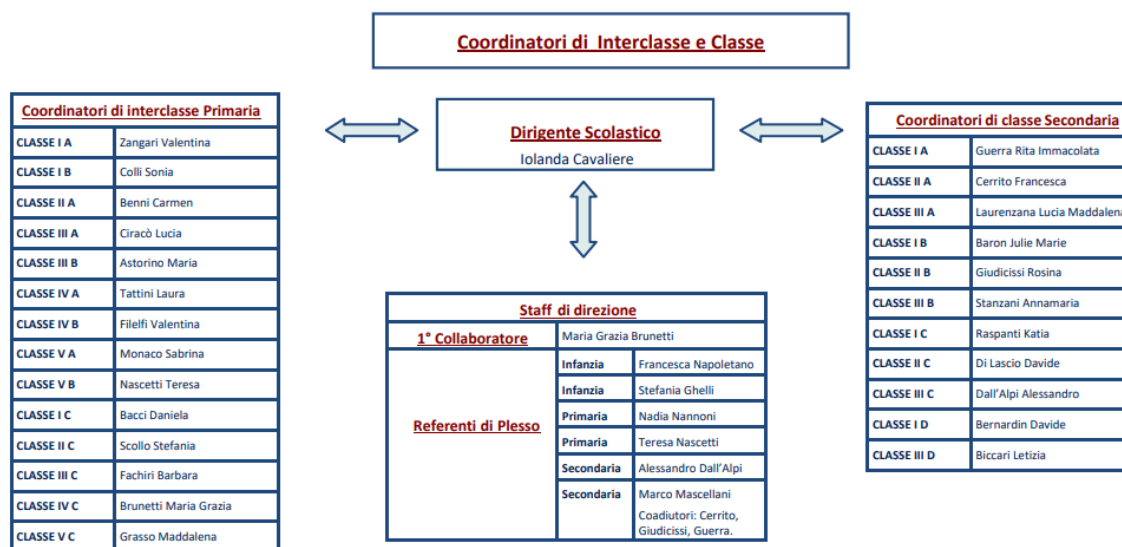 Coordinatori di Interclasse e Classe
Coordinatori di interclasse Primaria
CLASSE I A Zangari Valentina
CLASSE I B Colli Sonia
CLASSE II A Benni Carmen
CLASSE III A Ciracò Lucia
CLASSE III B Astorino Maria
CLASSE IV A Tattini Laura
CLASSE IV B Filelfi Valentina
CLASSE V A Monaco Sabrina
CLASSE V B Nascetti Teresa
CLASSE I C Bacci Daniela
CLASSE II C Scollo Stefania
CLASSE III C Fachiri Barbara
CLASSE IV C Brunetti Maria Grazia
CLASSE V C Grasso Maddalena
Dirigente Scolastico
Iolanda Cavaliere
Staff di direzione
1° Collaboratore Maria Grazia Brunetti
Referenti di Plesso
Infanzia Francesca Napoletano
Infanzia Stefania Ghelli
Primaria Nadia Nannoni
Primaria Teresa Nascetti
Secondaria Alessandro Dall'Alpi
Secondaria Marco Mascellani
Coadiutori: Cerrito,
Giudicissi, Guerra.
Coordinatori di classe Secondaria
CLASSE I A Guerra Rita Immacolata
CLASSE II A Cerrito Francesca
CLASSE III A Laurenzana Lucia Maddalena
CLASSE I B Baron Julie Marie
CLASSE II B Giudicissi Rosina
CLASSE III B Stanzani Annamaria
CLASSE I C Raspanti Katia
CLASSE II C Di Lascio Davide
CLASSE III C Dall'Alpi Alessandro
CLASSE I D Bernardin Davide
CLASSE III D Biccari Letizia